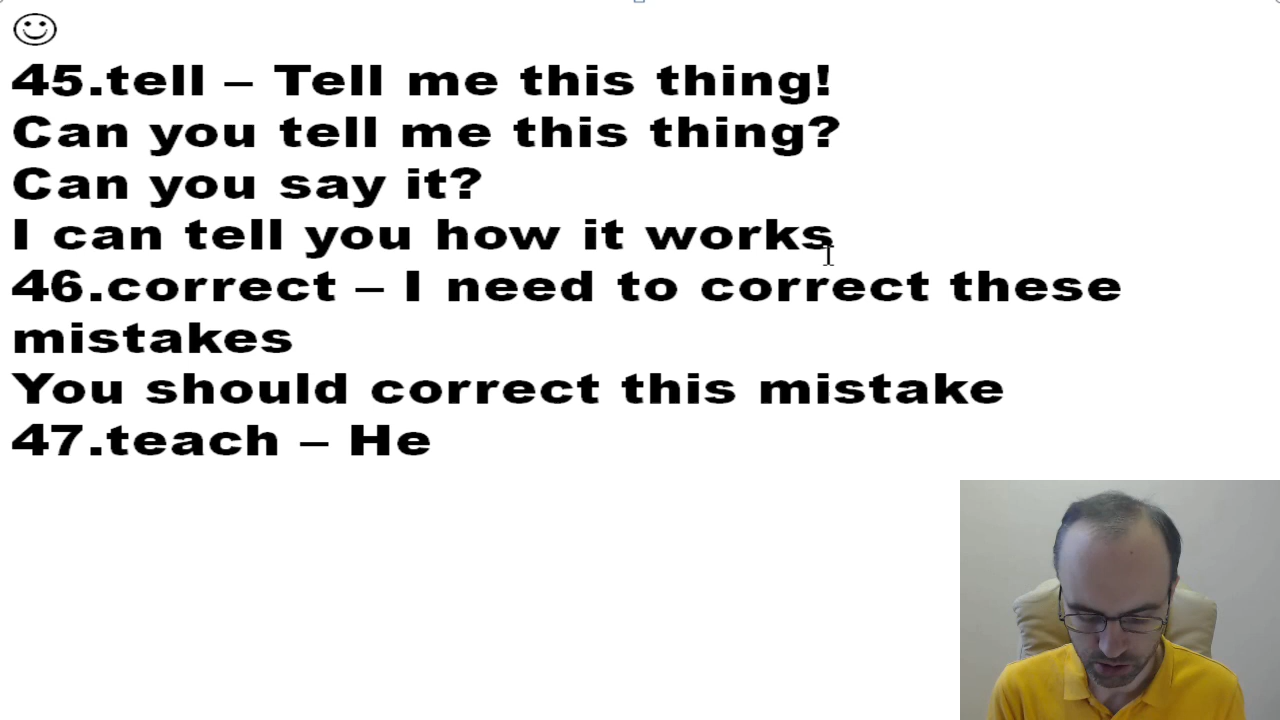 45.tell – Tell me this thing!
Can you tell me this thing?
Can you say it?
I can tell you how it works
46.correct – I need to correct these
mistakes
You should correct this mistake
47.teach – He